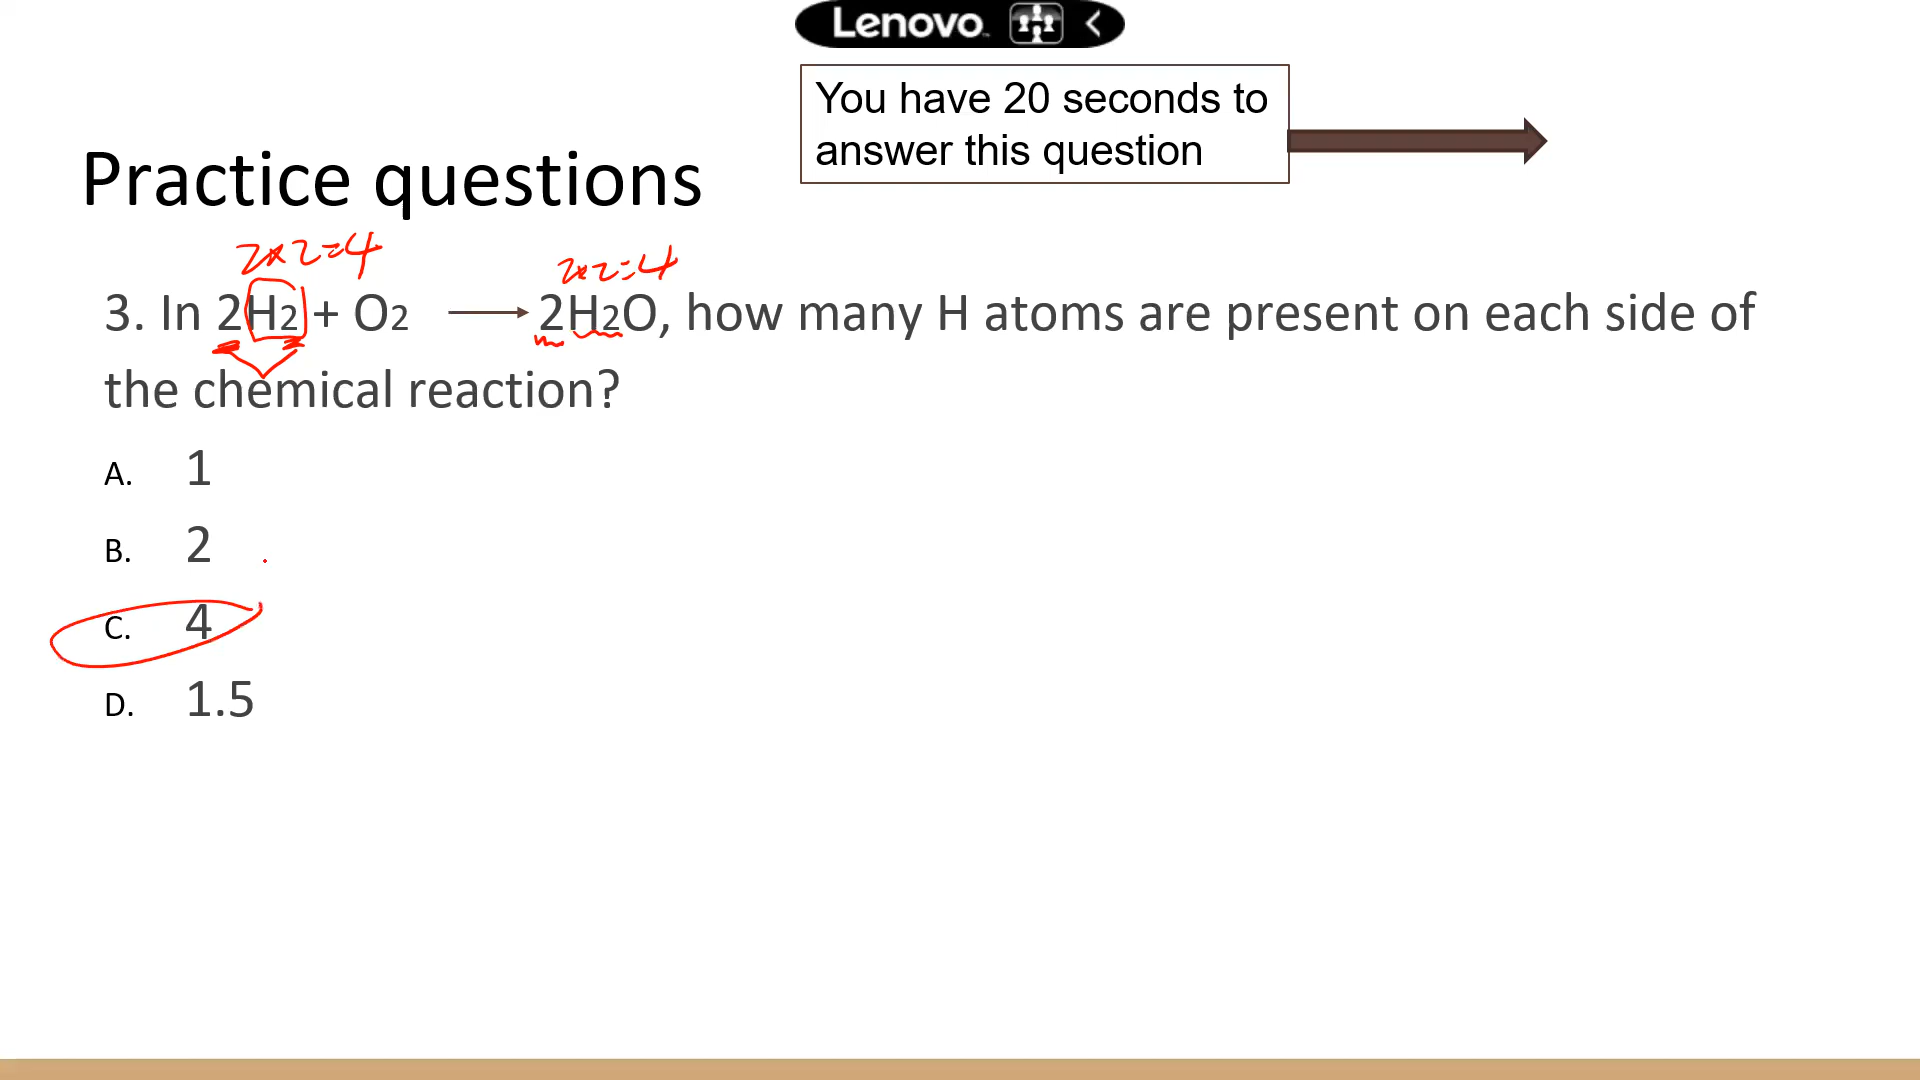 Lenovo
You have 20 seconds to
answer this question
Practice questions
2×2=4
2×2=4
3. In 2H2 + O2 → 2H2O, how many H atoms are present on each side of
the chemical reaction?
A. 1
B. 2
C. 4
D. 1.5